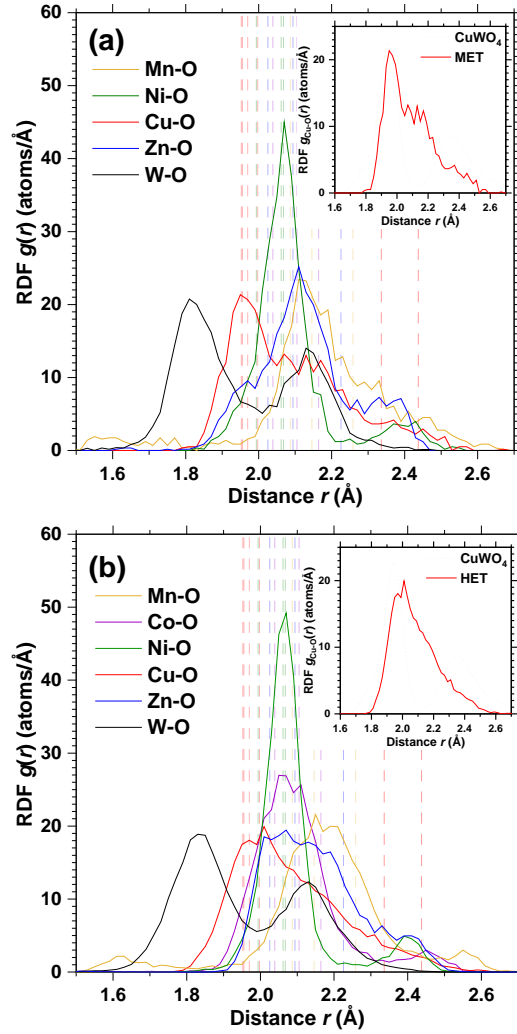 (a)
Mn-O
Ni-O
Cu-O
Zn-O
W-O
RDF g(r) (atoms/Å)
60
50
40
30
20
10
0
1.6 1.8 2.0 2.2 2.4 2.6
Distance r (Å)
CuWO4
MET
RDF gCu-O(r) (atoms/Å)
20
10
0
1.6 1.8 2.0 2.2 2.4 2.6
Distance r (Å)
(b)
Mn-O
Co-O
Ni-O
Cu-O
Zn-O
W-O
RDF g(r) (atoms/Å)
60
50
40
30
20
10
0
1.6 1.8 2.0 2.2 2.4 2.6
Distance r (Å)
CuWO4
HET
RDF gCu-O(r) (atoms/Å)
20
10
0
1.6 1.8 2.0 2.2 2.4 2.6
Distance r (Å)